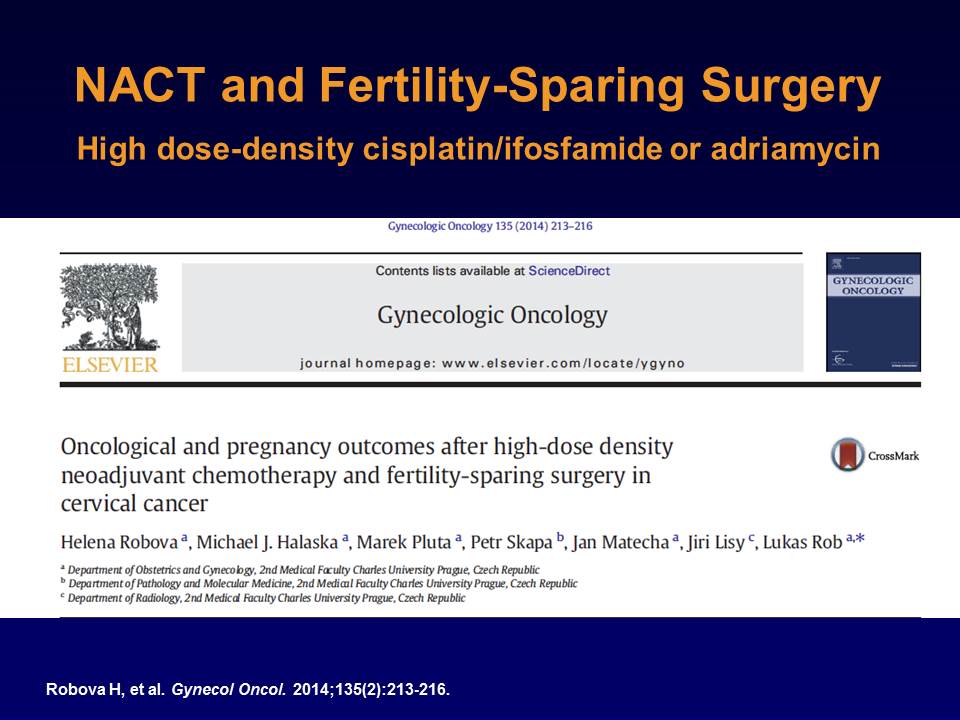 NACT and Fertility-Sparing Surgery
High dose-density cisplatin/ifosfamide or adriamycin
Gynecologic Oncology 135 (2014) 213–216
Contents lists available at ScienceDirect
Gynecologic Oncology
journal homepage: www.elsevier.com/locate/ygyno
ELSEVIER
GYNECOLOGIC
ONCOLOGY
Oncological and pregnancy outcomes after high-dose density
neoadjuvant chemotherapy and fertility-sparing surgery in
cervical cancer
CrossMark
Helena Robova a, Michael J. Halaska a, Marek Pluta a, Petr Skapa b, Jan Matecha a, Jiri Lisy c, Lukas Rob a,*
a Department of Obstetrics and Gynecology, 2nd Medical Faculty Charles University Prague, Czech Republic
b Department of Pathology and Molecular Medicine, 2nd Medical Faculty Charles University Prague, Czech Republic
c Department of Radiology, 2nd Medical Faculty Charles University Prague, Czech Republic
Robova H, et al. Gynecol Oncol. 2014;135(2):213-216.